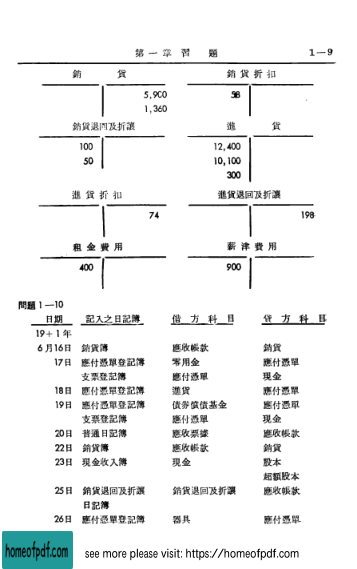 第一章習題 1—9
銷貨 銷貨折扣
5,900 58
1,360
銷貨退回及折讓 進貨
100 12,400
50 10,100
300
進貨折扣 進貨退回及折讓
74 198
租金費用 薪津費用
400 900
問題1—10
日期 記入之日記簿 借方科目 貸方科目
19+1年
6月16日 銷貨簿 應收帳款 銷貨
17日 應付憑單登記簿 零用金 應付憑單
支票登記簿 應付憑單 現金
18日 應付憑單登記簿 進貨 應付憑單
19日 應付憑單登記簿 債券償債基金 應付憑單
支票登記簿 應付憑單 現金
20日 普通日記簿 應收票據 應收帳款
22日 銷貨簿 應收帳款 銷貨
23日 現金收入簿 現金 股本
超額股本
25日 銷貨退回及折讓 銷貨退回及折讓 應收帳款
日記簿
26日 應付憑單登記簿 器具 應付憑單
homeofpdf.com see more please visit: https://homeofpdf.com